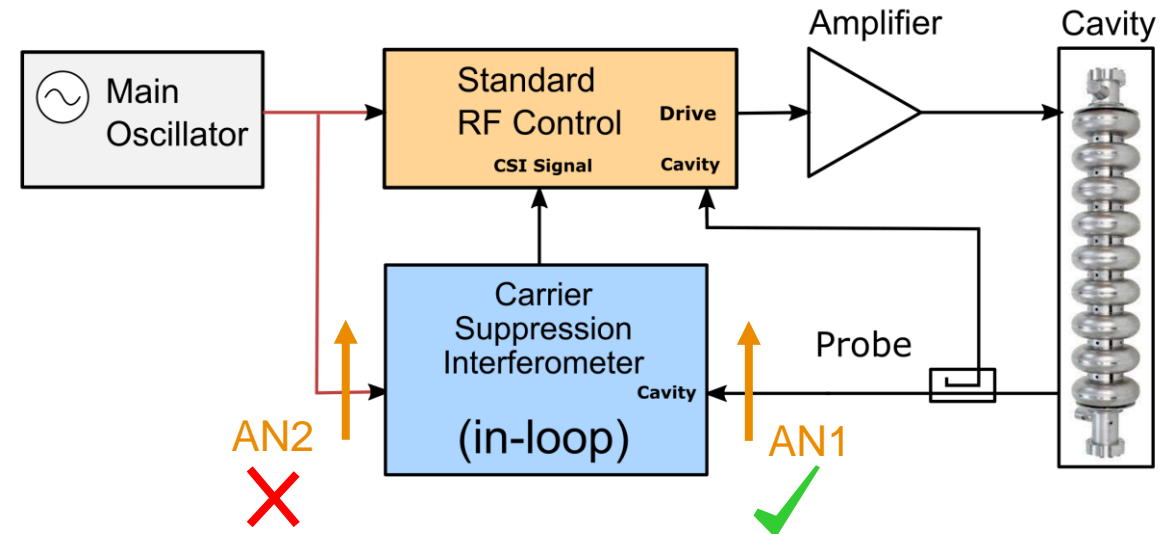 Main
Oscillator
Standard
RF Control
Drive
CSI Signal
Cavity
Amplifier
Cavity
Carrier
Suppression
Interferometer
Cavity
(in-loop)
Probe
AN2
AN1